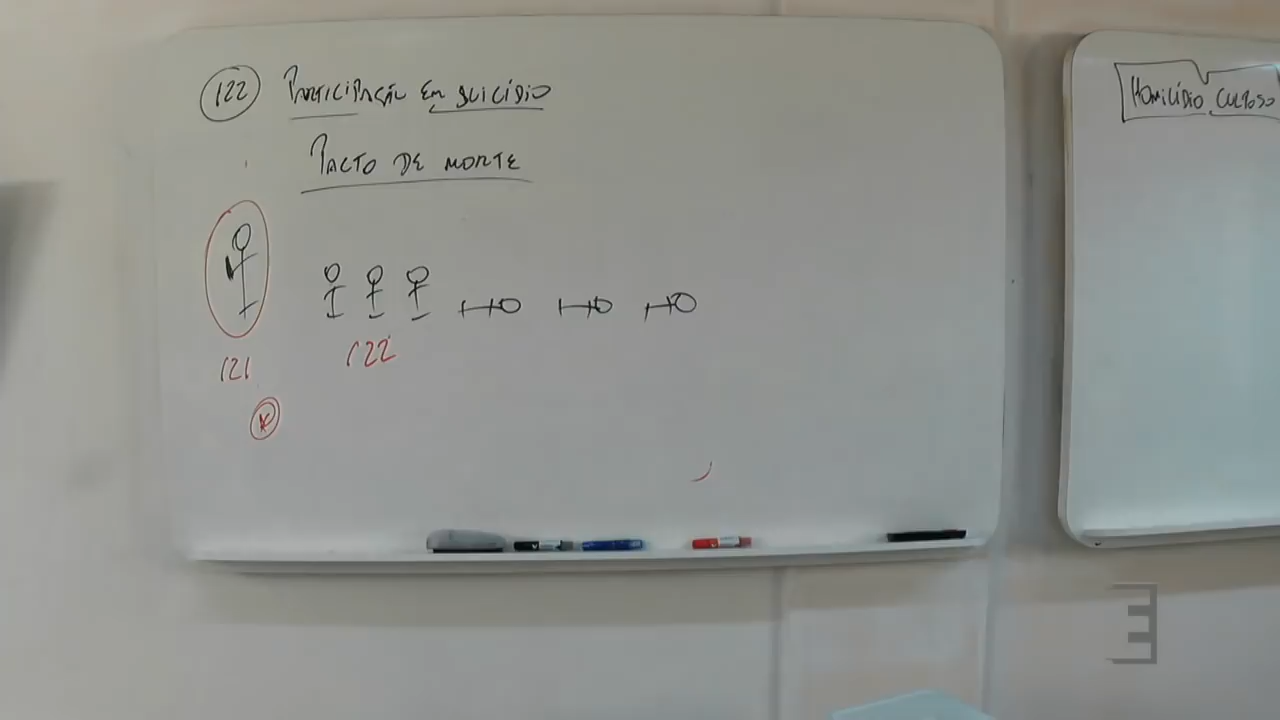 122 PARTICIPAÇÃO EM SUICÍDIO
PACTO DE MORTE
121
122
HOMICÍDIO CULPOSO